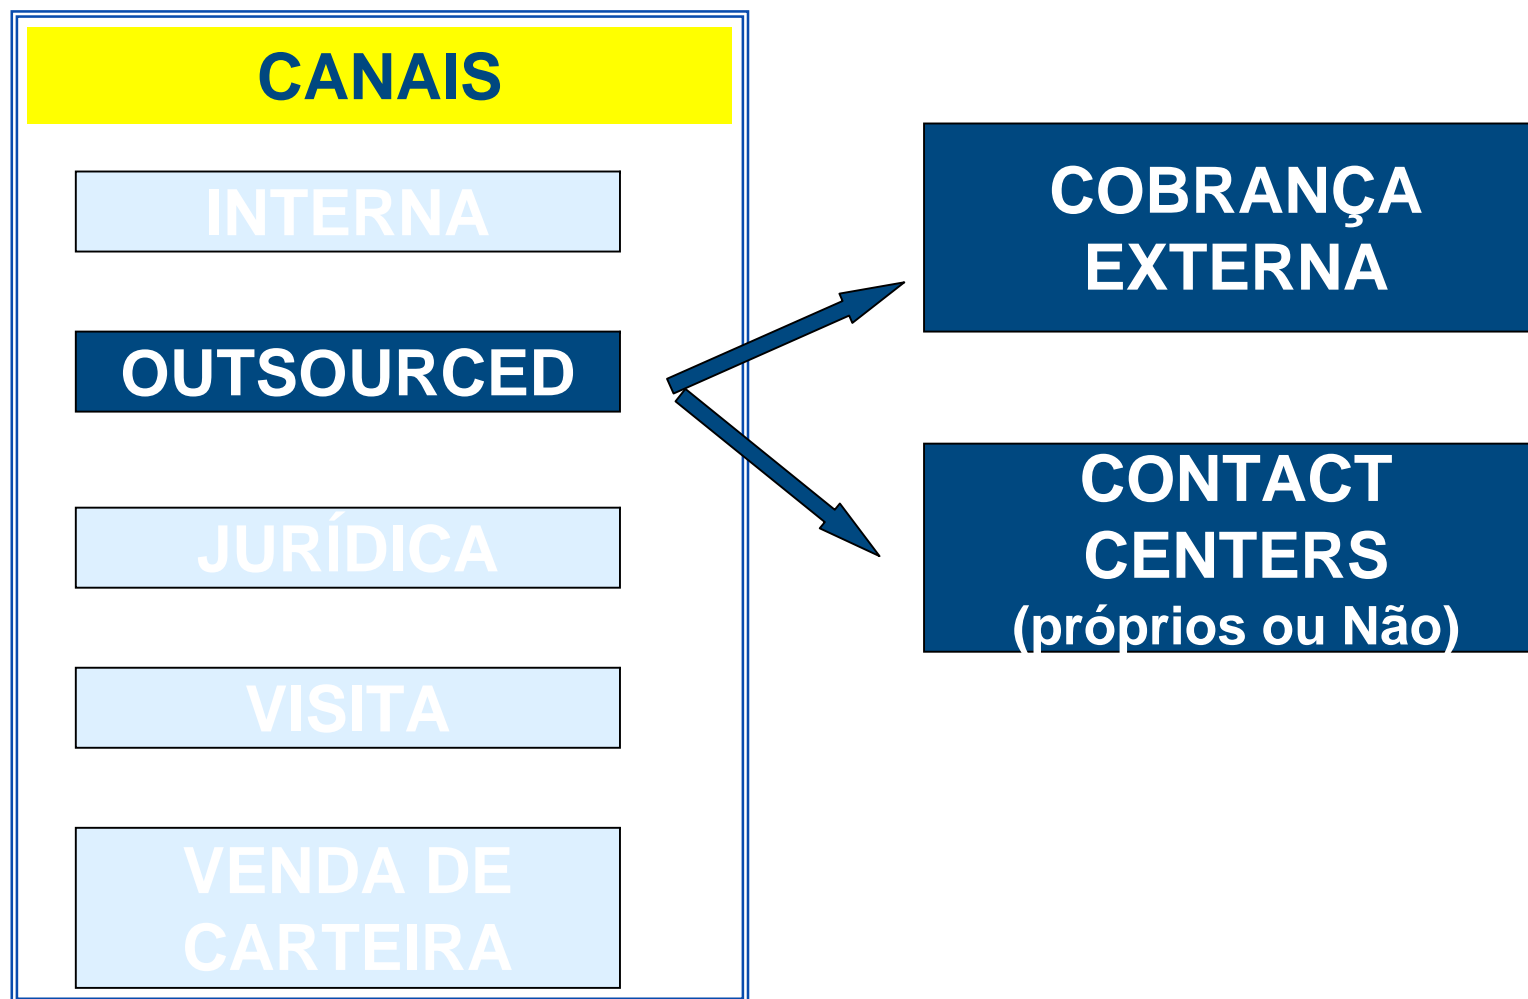 CANAIS
INTERNA
OUTSOURCED
JURÍDICA
VISITA
VENDA DE
CARTEIRA
COBRANÇA
EXTERNA
CONTACT
CENTERS
(próprios ou Não)